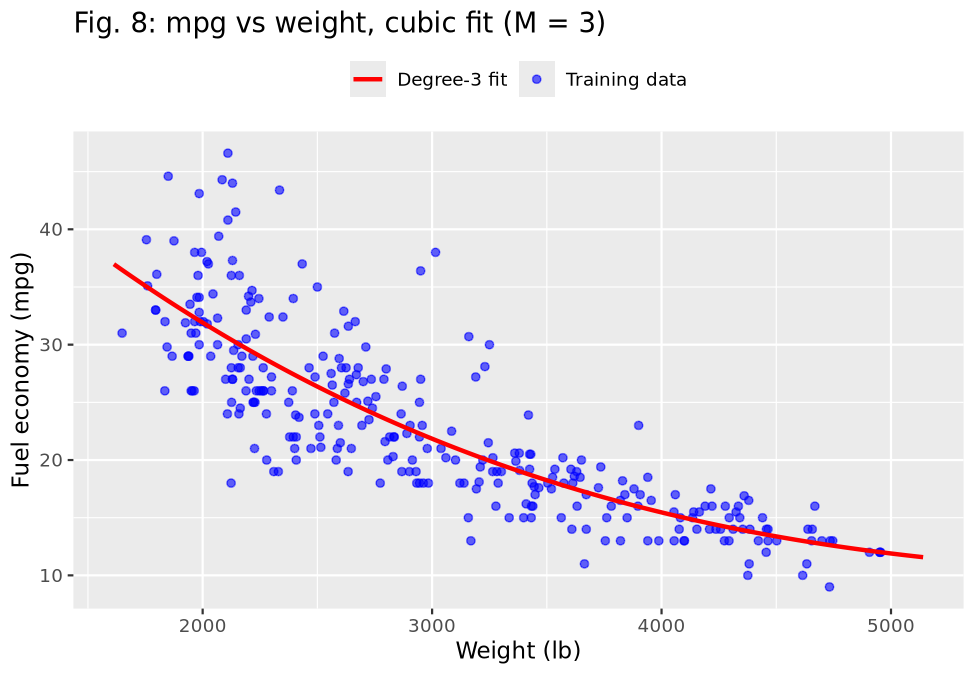 Fig. 8: mpg vs weight, cubic fit (M = 3)
Degree-3 fit
Training data
Fuel economy (mpg)
40
30
20
10
2000
3000
4000
5000
Weight (lb)